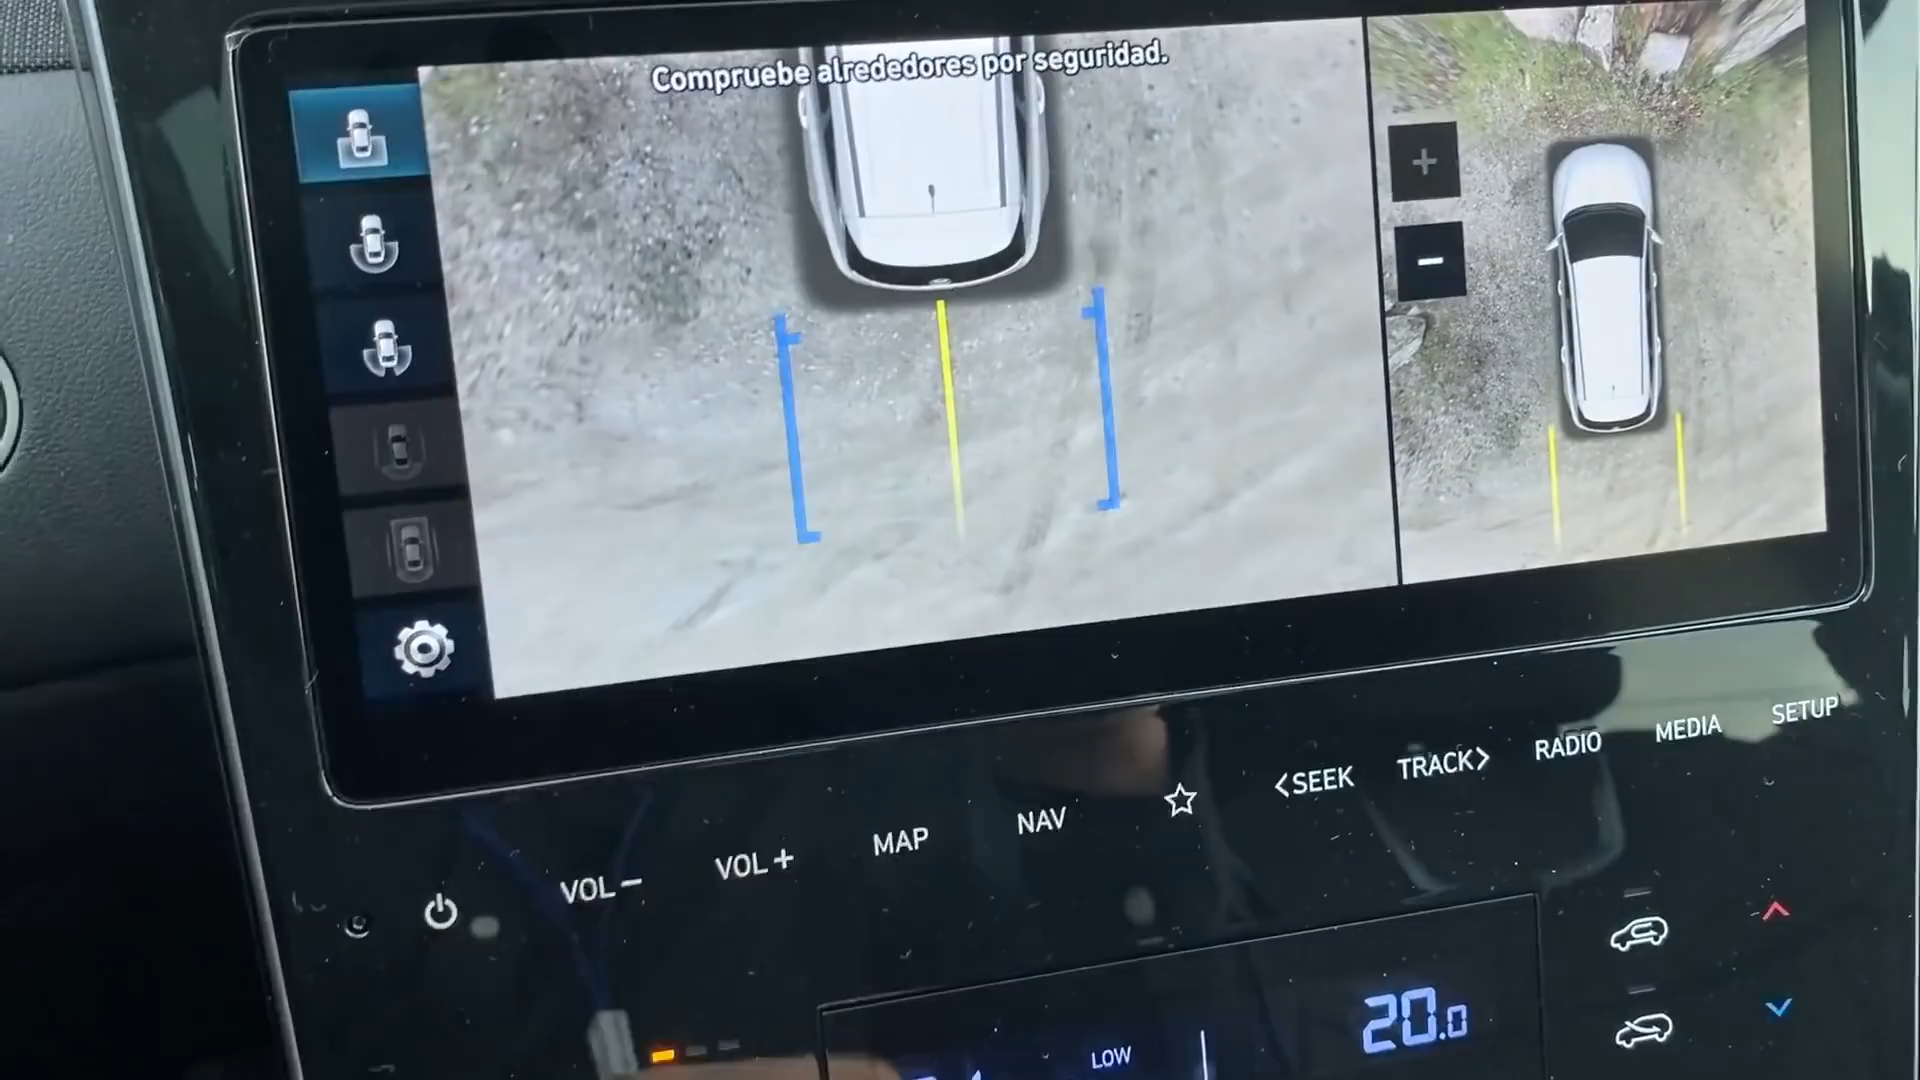 Compruebe alrededores por seguridad.
+
-
VOL -
VOL +
MAP
NAV
<SEEK
TRACK>
RADIO
MEDIA
SETUP
LOW
20.0